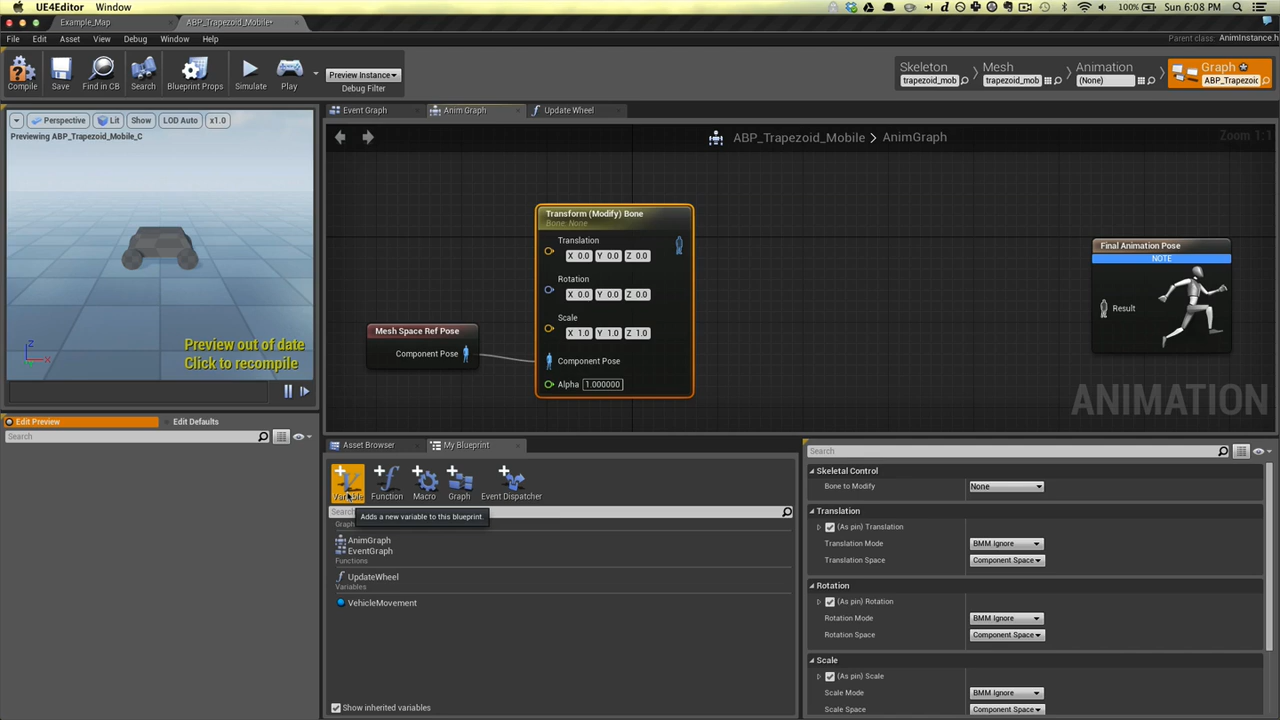 UE4Editor Window
100% Sun 6:08 PM
Example_Map
ABP_Trapezoid_Mobile*
File Edit Asset View Debug Window Help
Parent class: AnimInstance.h
Compile
Save
Find in CB
Search
Blueprint Props
Simulate
Play
Preview Instance
Debug Filter
Skeleton
trapezoid_mob
Mesh
trapezoid_mob
Animation
(None)
Graph
ABP_Trapezoid
Perspective
Lit
Show
LOD Auto
x1.0
Previewing ABP_Trapezoid_Mobile_C
Z
X
Preview out of date
Click to recompile
Event Graph
Anim Graph
Update Wheel
ABP_Trapezoid_Mobile > AnimGraph
Zoom 1:1
Transform (Modify) Bone
Bone: None
Translation
X 0.0 Y 0.0 Z 0.0
Rotation
X 0.0 Y 0.0 Z 0.0
Scale
X 1.0 Y 1.0 Z 1.0
Component Pose
Alpha 1.000000
Mesh Space Ref Pose
Component Pose
Final Animation Pose
NOTE
Result
ANIMATION
Edit Preview
Edit Defaults
Search
Asset Browser
My Blueprint
Variable
Function
Macro
Graph
Event Dispatcher
Search
Adds a new variable to this blueprint.
Graph
AnimGraph
EventGraph
Functions
UpdateWheel
Variables
VehicleMovement
Show inherited variables
Search
Skeletal Control
Bone to Modify None
Translation
(As pin) Translation
Translation Mode BMM Ignore
Translation Space Component Space
Rotation
(As pin) Rotation
Rotation Mode BMM Ignore
Rotation Space Component Space
Scale
(As pin) Scale
Scale Mode BMM Ignore
Scale Space Component Space